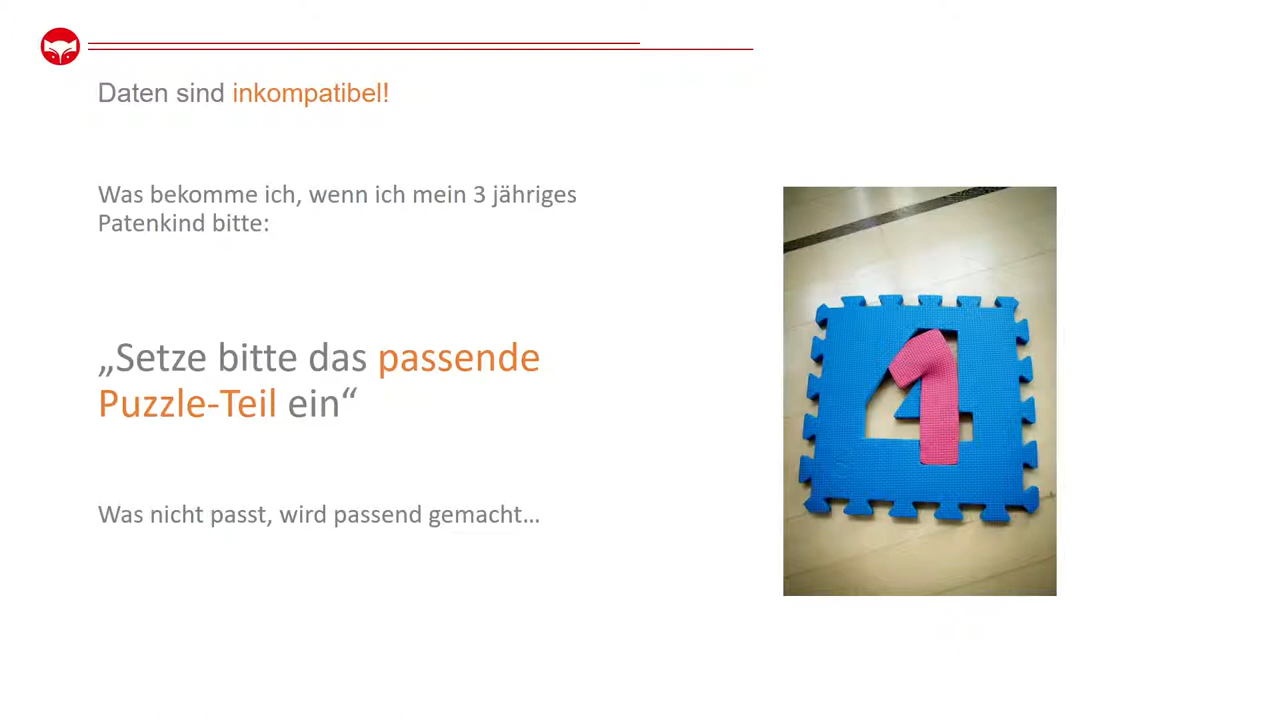 Daten sind inkompatibel!
Was bekomme ich, wenn ich mein 3 jähriges
Patenkind bitte:
„Setze bitte das passende
Puzzle-Teil ein“
Was nicht passt, wird passend gemacht…